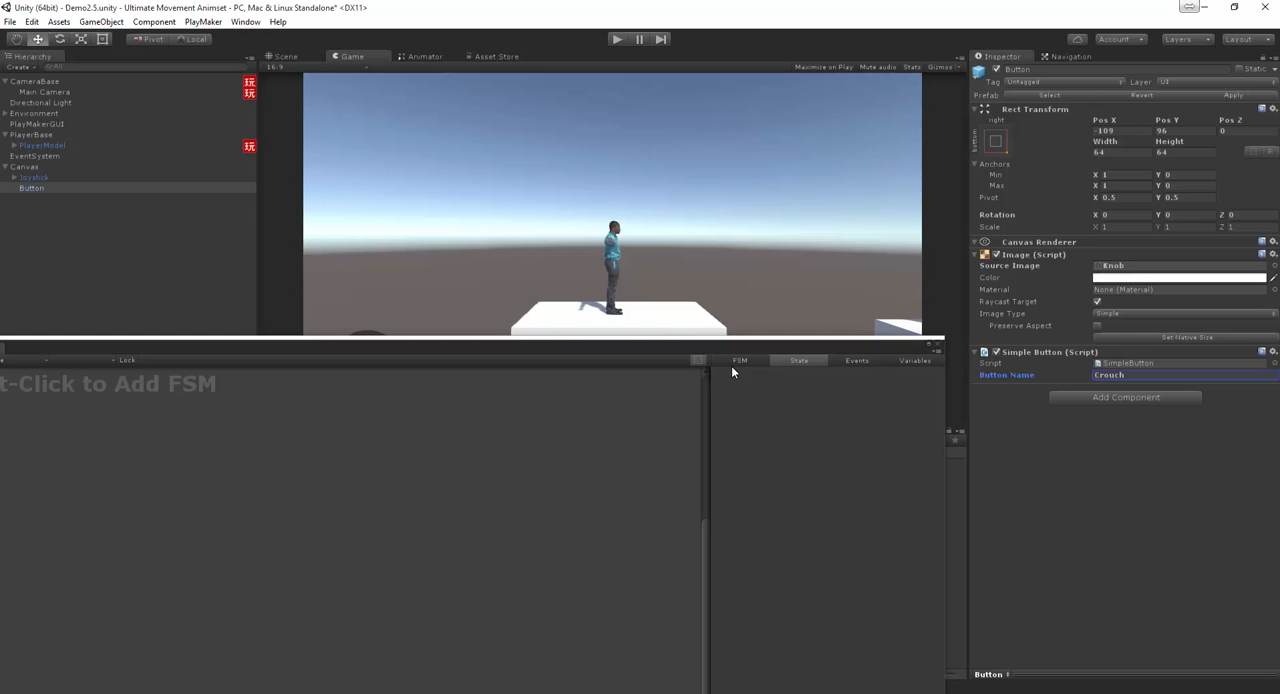 Unity (64bit) - Demo2.5.unity - Ultimate Movement Animset - PC, Mac & Linux Standalone* <DX11>
File Edit Assets GameObject Component PlayMaker Window Help
Pivot Local Account Layers Layout
Hierarchy
Create All
CameraBase 玩
Main Camera 玩
Directional Light
Environment
PlayMakerGUI
PlayerBase
PlayerModel 玩
EventSystem
Canvas
Joystick
Button
Scene Game Animator Asset Store
16:9 Maximize on Play Mute audio Stats Gizmos
Lock FSM State Events Variables
t-Click to Add FSM
Inspector Navigation
Button Static
Tag Untagged Layer UI
Prefab Select Revert Apply
Rect Transform
right Pos X Pos Y Pos Z
bottom -109 96 0
Width Height
64 64
Anchors
Min X 1 Y 0
Max X 1 Y 0
Pivot X 0.5 Y 0.5
Rotation X 0 Y 0 Z 0
Scale X 1 Y 1 Z 1
Canvas Renderer
Image (Script)
Source Image Knob
Color
Material None (Material)
Raycast Target
Image Type Simple
Preserve Aspect
Set Native Size
Simple Button (Script)
Script SimpleButton
Button Name Crouch
Add Component
Button